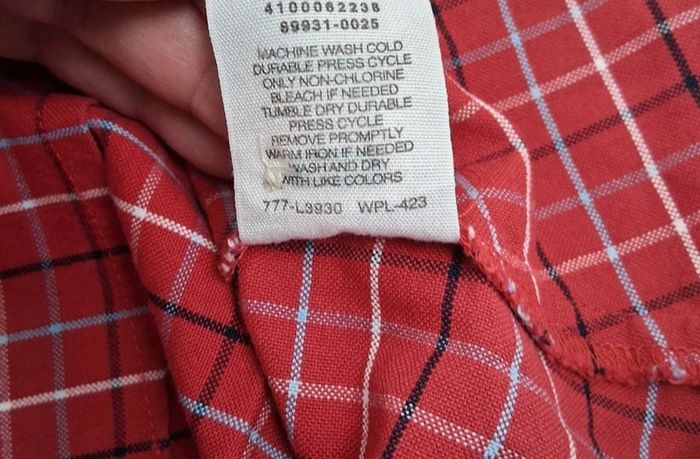 4100062238
89931-0025
MACHINE WASH COLD
DURABLE PRESS CYCLE
ONLY NON-CHLORINE
BLEACH IF NEEDED
TUMBLE DRY DURABLE
PRESS CYCLE
REMOVE PROMPTLY
WARM IRON IF NEEDED
WASH AND DRY
WITH LIKE COLORS
777-L3930 WPL-423